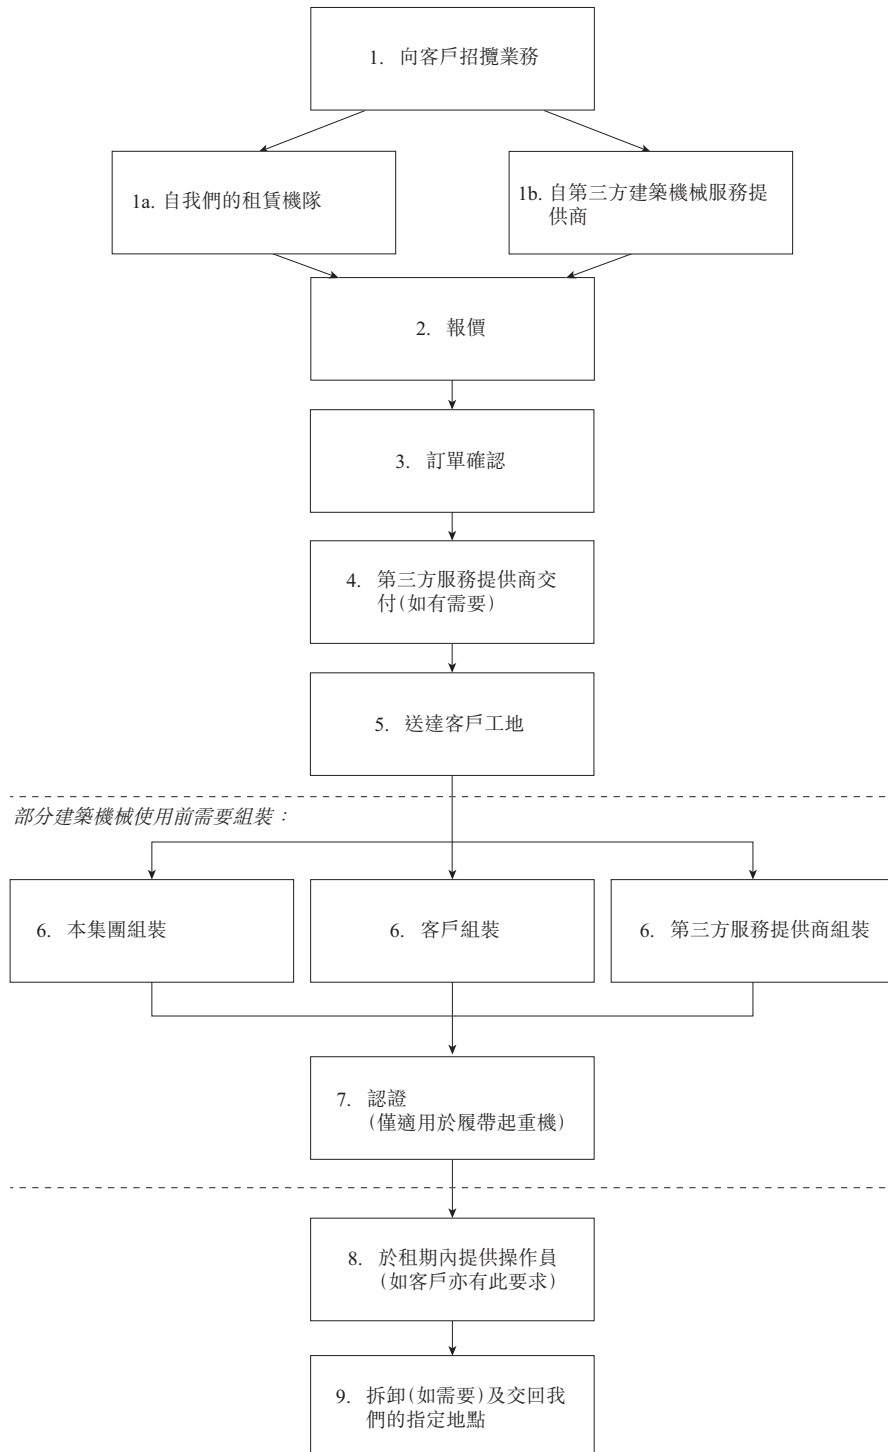 1. 向客戶招攬業務
1a. 自我們的租賃機隊
1b. 自第三方建築機械服務提
供商
2. 報價
3. 訂單確認
4. 第三方服務提供商交
付(如有需要)
5. 送達客戶工地
部分建築機械使用前需要組裝：
6. 本集團組裝
6. 客戶組裝
6. 第三方服務提供商組裝
7. 認證
(僅適用於履帶起重機)
8. 於租期內提供操作員
(如客戶亦有此要求)
9. 拆卸(如需要)及交回我
們的指定地點